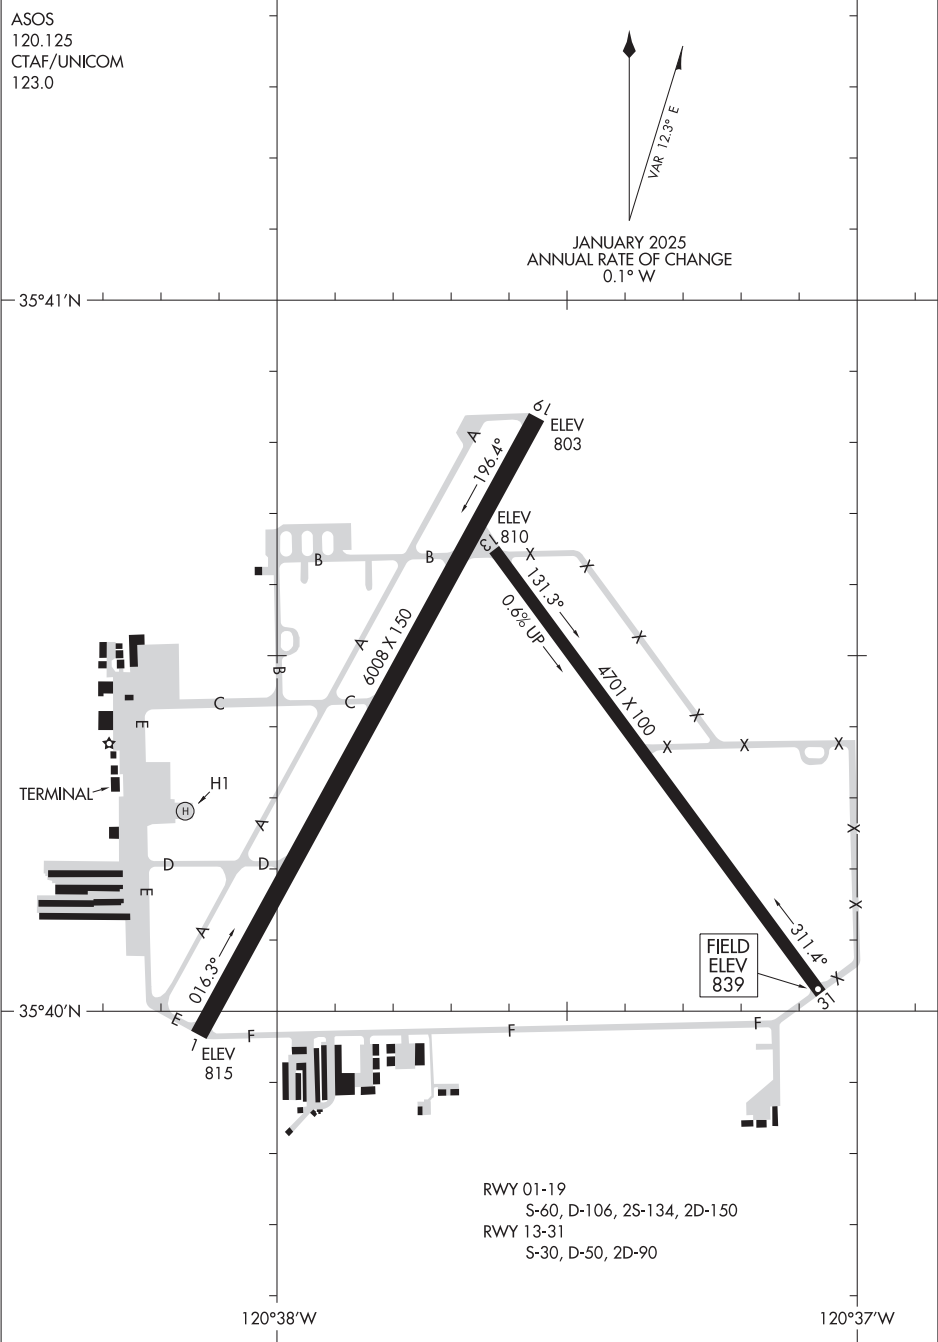 ASOS
120.125
CTAF/UNICOM
123.0
VAR 12.3° E
JANUARY 2025
ANNUAL RATE OF CHANGE
0.1° W
35°41'N
19
ELEV
803
A
196.4°
ELEV
810
13
B
B
X
X
131.3°
0.6% UP
6008 X 150
A
X
B
4701 X 100
C
C
X
E
X
X
X
TERMINAL
H1
H
A
X
D
D
E
X
A
311.4°
FIELD
ELEV
839
016.3°
X
31
35°40'N
E
F
F
F
1
ELEV
815
RWY 01-19
S-60, D-106, 2S-134, 2D-150
RWY 13-31
S-30, D-50, 2D-90
120°38'W
120°37'W